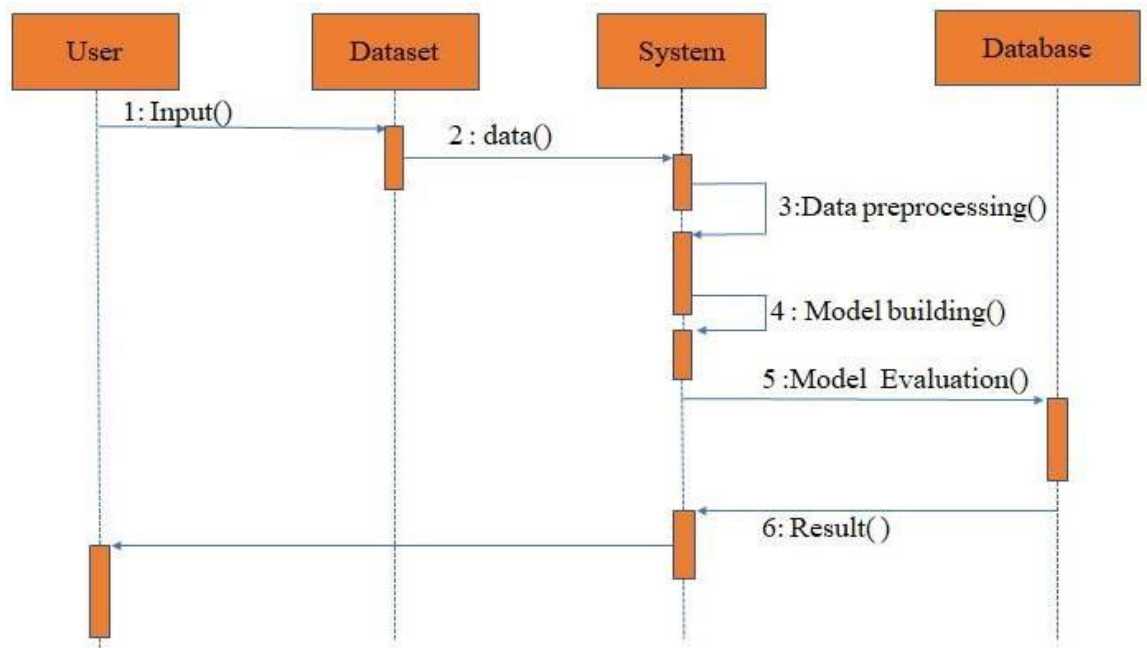 User
Dataset
System
Database
1: Input()
2 : data()
3:Data preprocessing()
4 : Model building()
5 :Model Evaluation()
6: Result( )